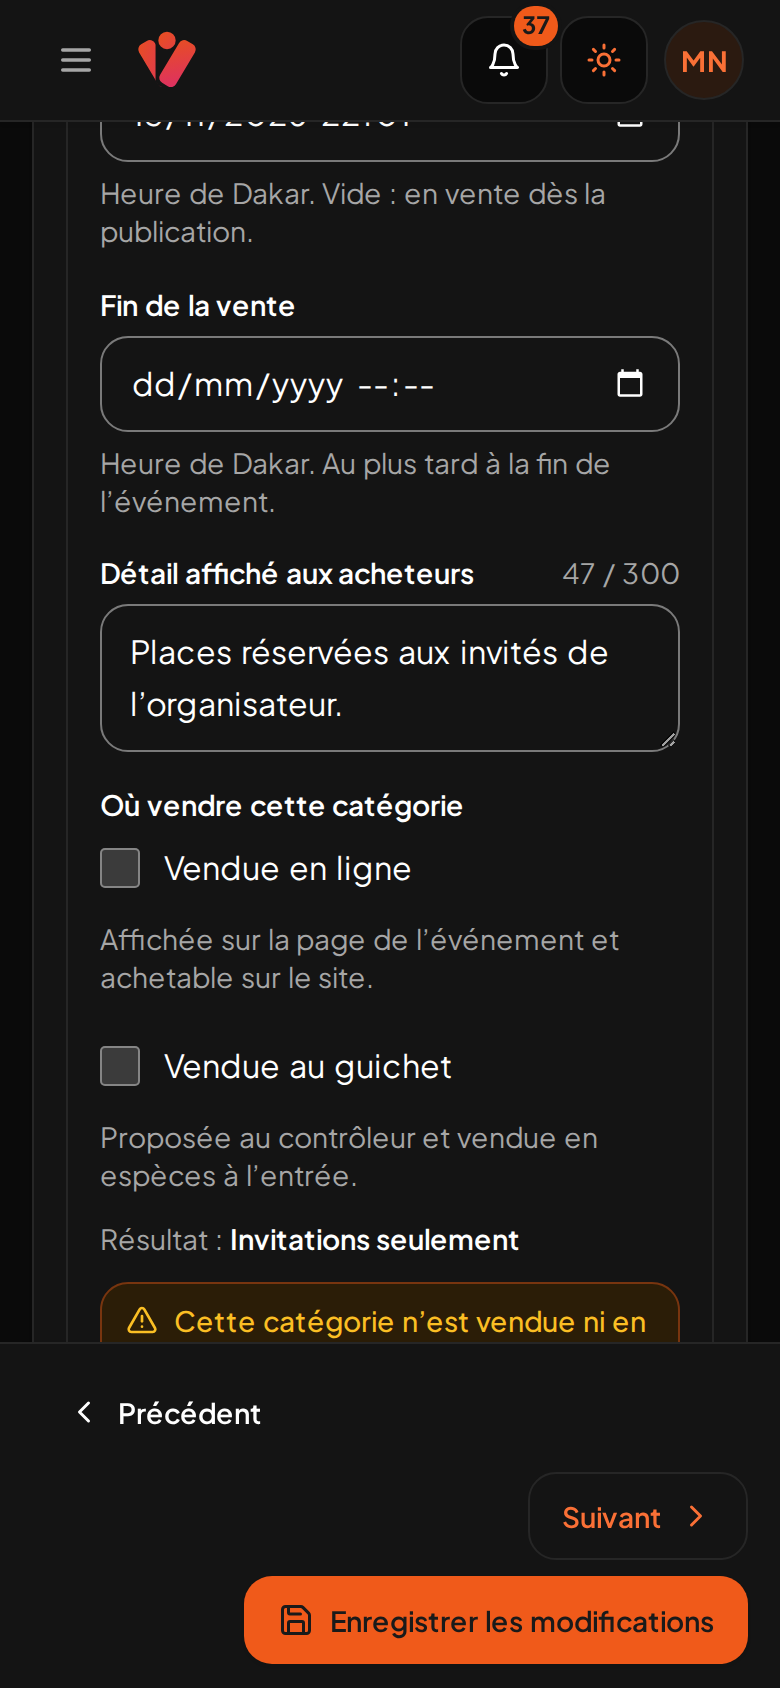 37
MN
Heure de Dakar. Vide : en vente dès la
publication.
Fin de la vente
dd/mm/yyyy --:--
Heure de Dakar. Au plus tard à la fin de
l’événement.
Détail affiché aux acheteurs 47 / 300
Places réservées aux invités de
l’organisateur.
Où vendre cette catégorie
Vendue en ligne
Affichée sur la page de l’événement et
achetable sur le site.
Vendue au guichet
Proposée au contrôleur et vendue en
espèces à l’entrée.
Résultat : Invitations seulement
Cette catégorie n’est vendue ni en
Précédent
Suivant
Enregistrer les modifications